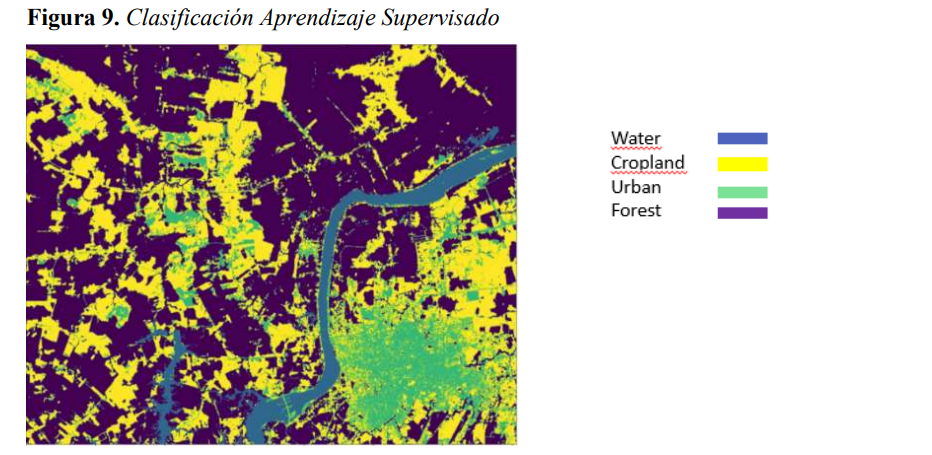 Figura 9. Clasificación Aprendizaje Supervisado
Water
Cropland
Urban
Forest